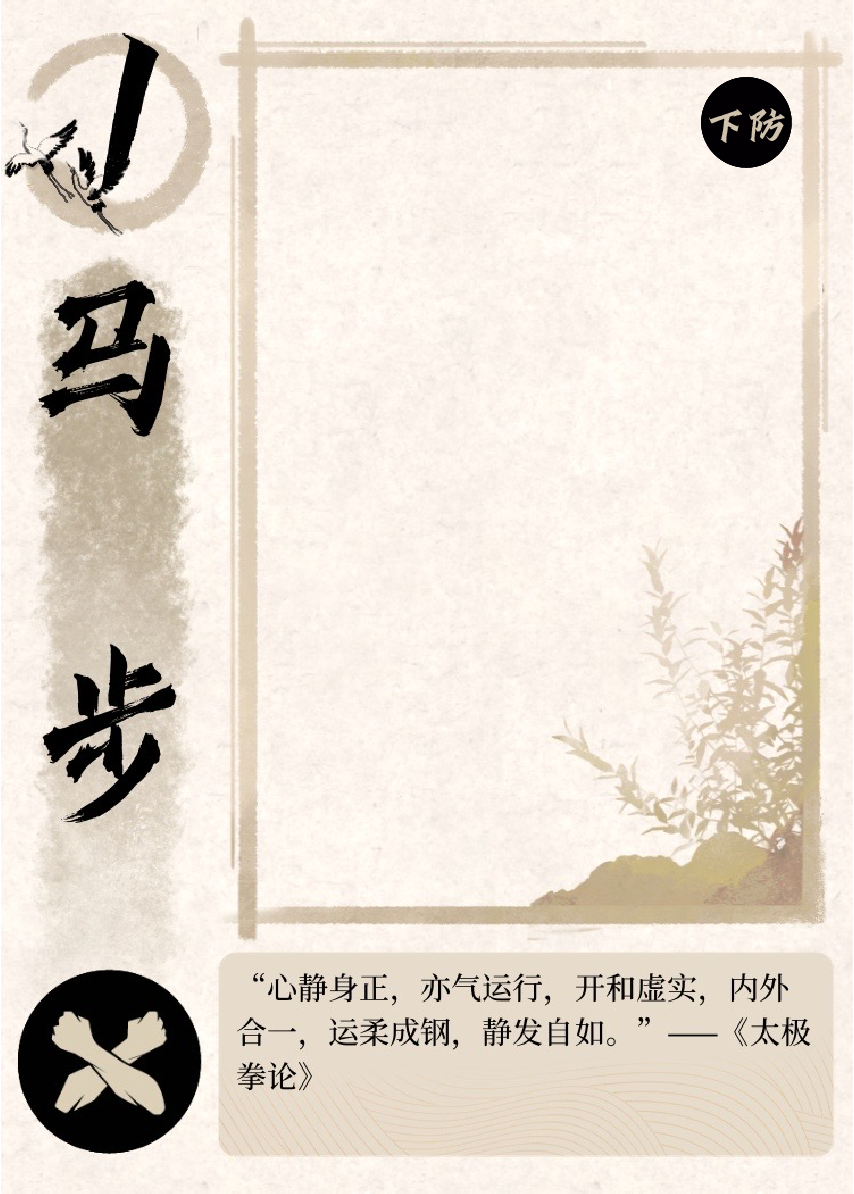 1
下防
马
步
“心静身正，亦气运行，开和虚实，内外
合一，运柔成钢，静发自如。”——《太极
拳论》